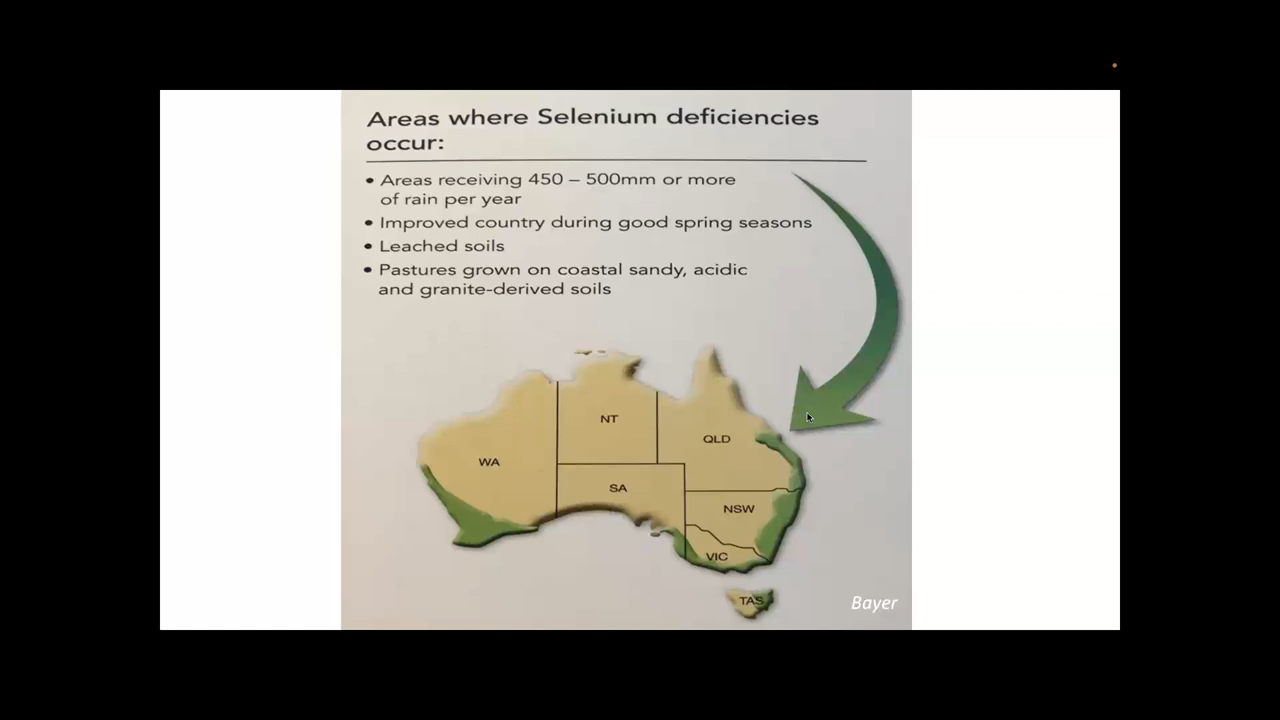 Areas where Selenium deficiencies
occur:
• Areas receiving 450 – 500mm or more
of rain per year
• Improved country during good spring seasons
• Leached soils
• Pastures grown on coastal sandy, acidic
and granite-derived soils
NT
QLD
WA
SA
NSW
VIC
TAS
Bayer